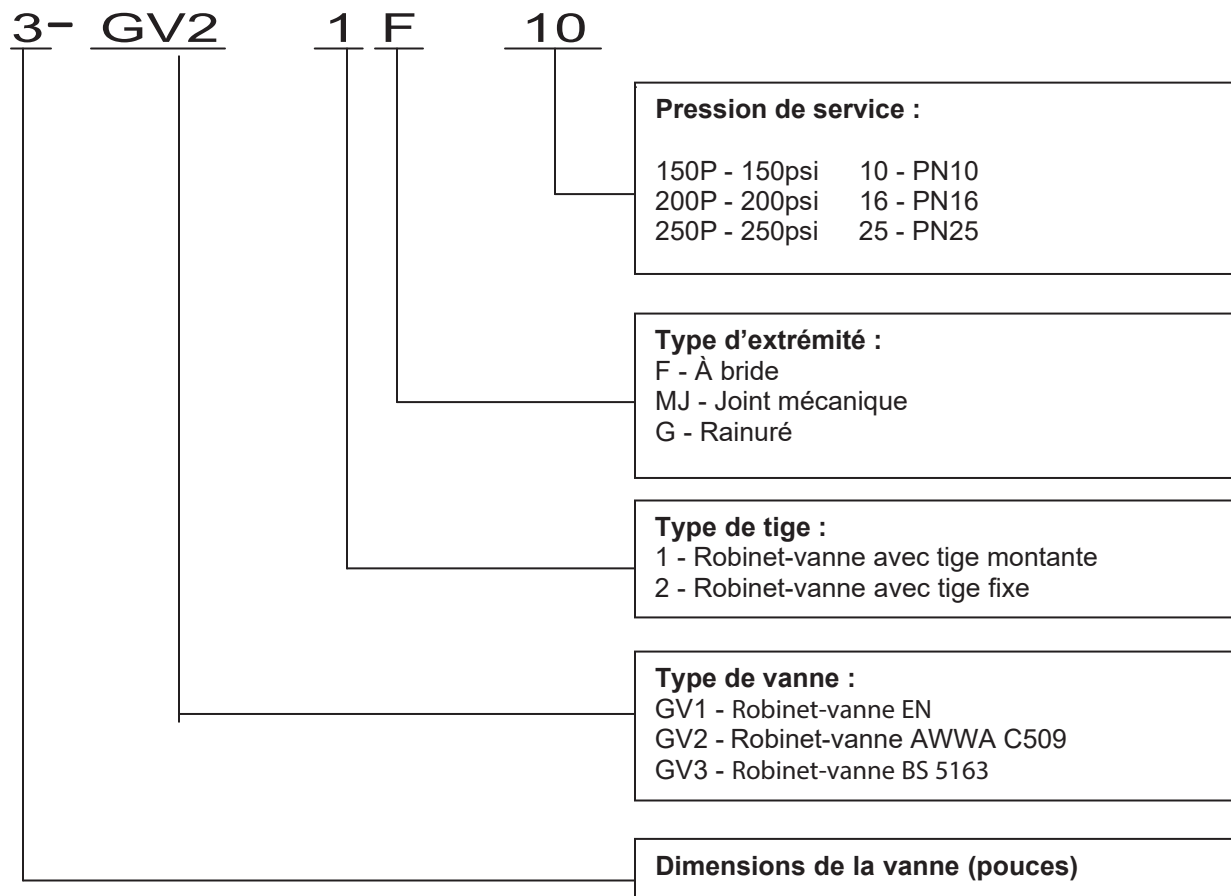 3- GV2 1 F 10
Pression de service :
150P - 150psi 10 - PN10
200P - 200psi 16 - PN16
250P - 250psi 25 - PN25
Type d’extrémité :
F - À bride
MJ - Joint mécanique
G - Rainuré
Type de tige :
1 - Robinet-vanne avec tige montante
2 - Robinet-vanne avec tige fixe
Type de vanne :
GV1 - Robinet-vanne EN
GV2 - Robinet-vanne AWWA C509
GV3 - Robinet-vanne BS 5163
Dimensions de la vanne (pouces)